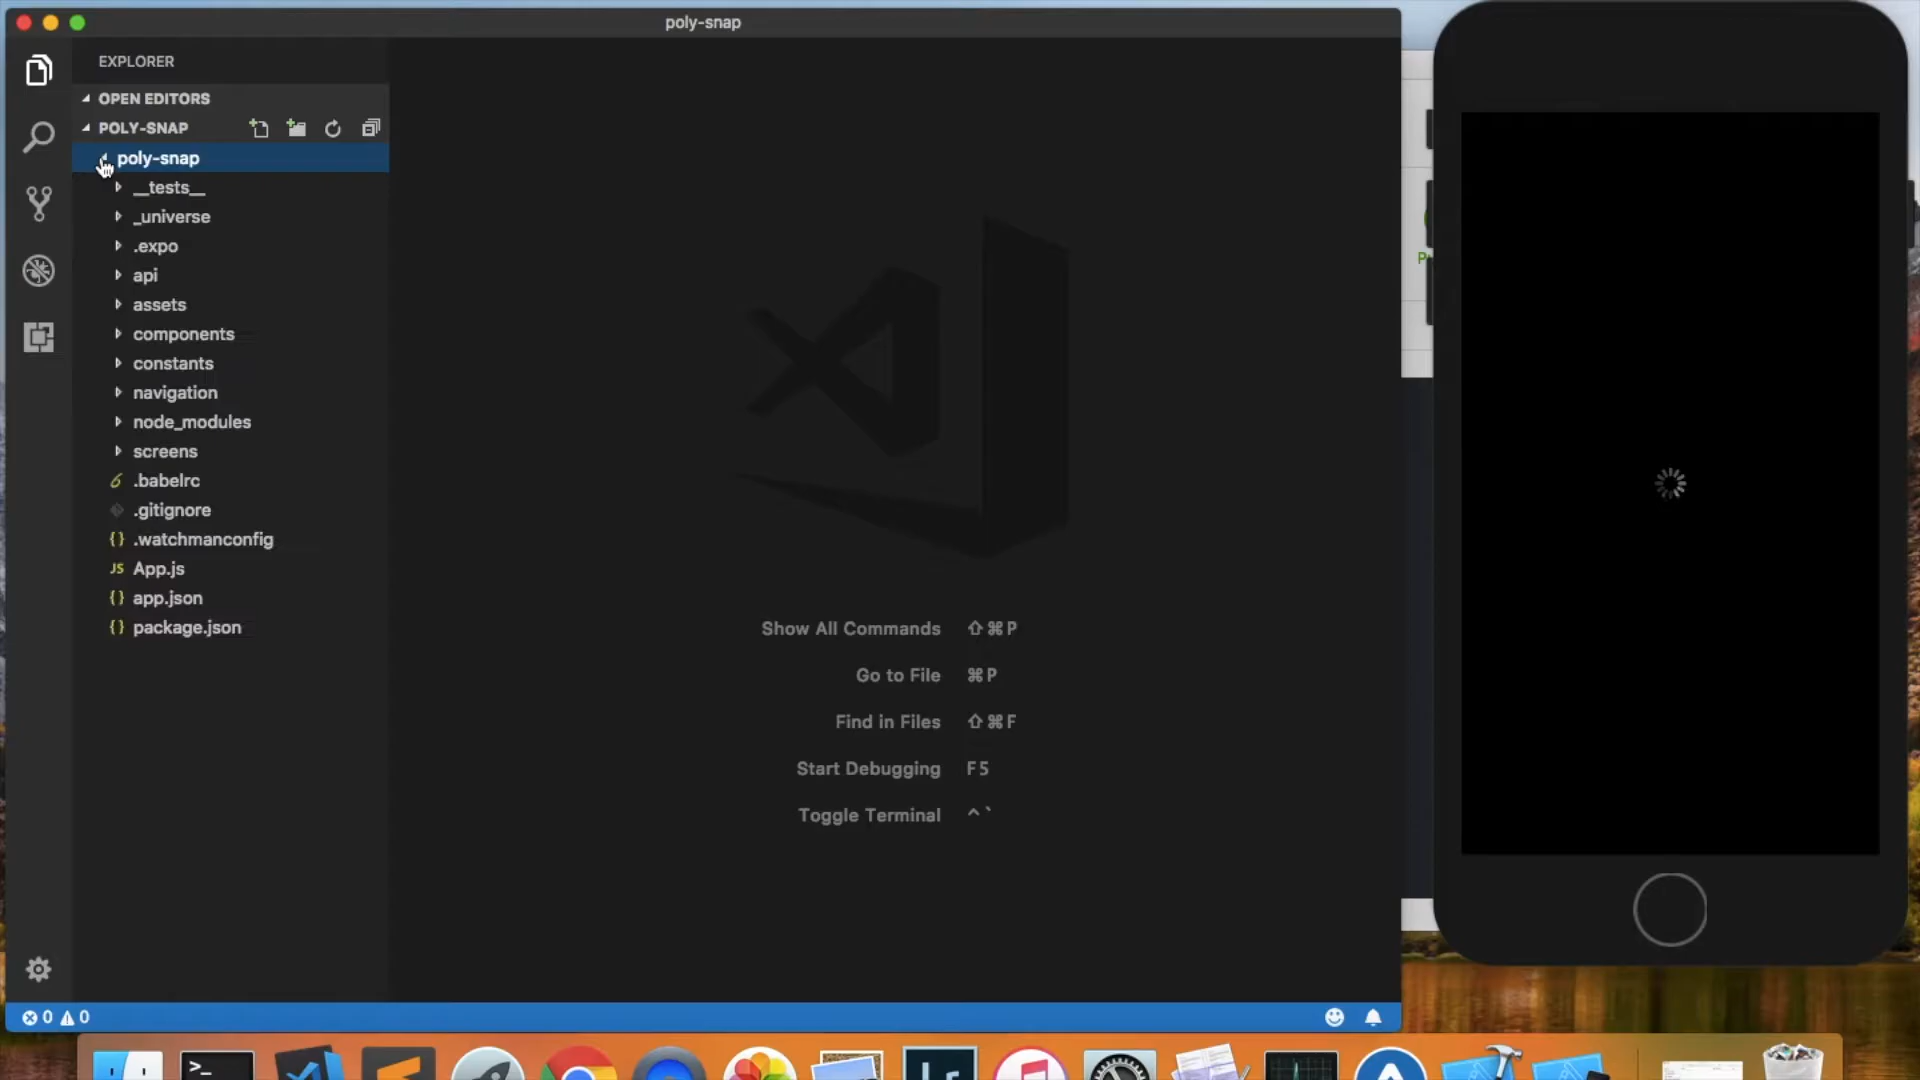 poly-snap
EXPLORER
OPEN EDITORS
POLY-SNAP
poly-snap
__tests__
_universe
.expo
api
assets
components
constants
navigation
node_modules
screens
.babelrc
.gitignore
{} .watchmanconfig
JS App.js
{} app.json
{} package.json
Show All Commands ⇧⌘P
Go to File ⌘P
Find in Files ⇧⌘F
Start Debugging F5
Toggle Terminal ^`
0 0
>_
Lr